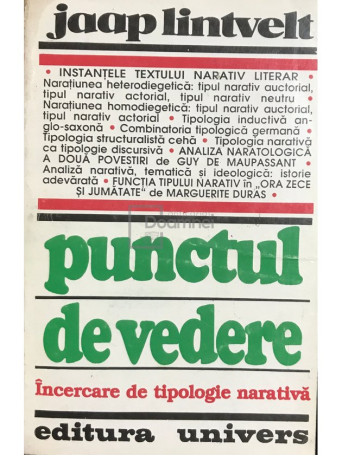 jaap lintvelt
• INSTANȚELE TEXTULUI NARATIV LITERAR •
Narațiunea heterodiegetică: tipul narativ auctorial,
tipul narativ actorial, tipul narativ neutru •
Narațiunea homodiegetică: tipul narativ auctorial,
tipul narativ actorial • Tipologia inductivă an-
glo-saxonă • Combinatoria tipologică germană •
Tipologia structuralistă cehă • Tipologia narativă
ca tipologie discursivă • ANALIZA NARATOLOGICĂ
A DOUĂ POVESTIRI de GUY DE MAUPASSANT •
Analiză narativă, tematică și ideologică: istorie
adevărată • FUNCȚIA TIPULUI NARATIV în „ORA ZECE
ȘI JUMĂTATE” de MARGUERITE DURAS •
punctul
de vedere
Încercare de tipologie narativă
editura univers